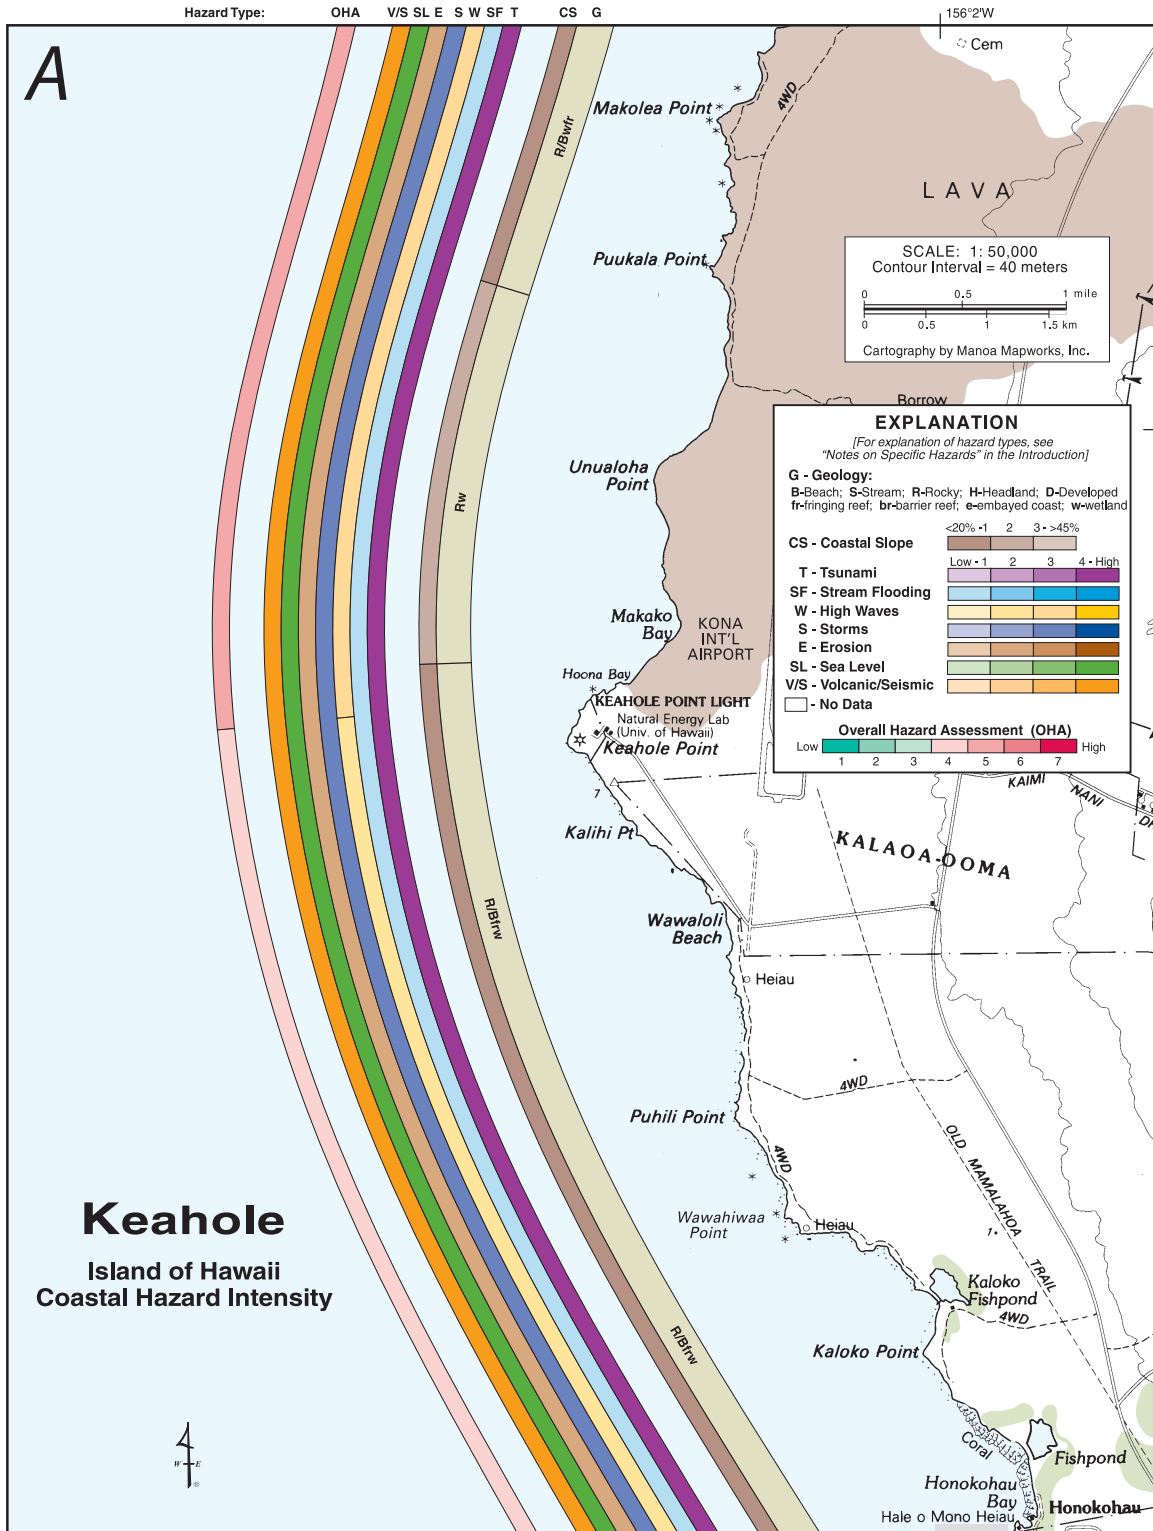 Hazard Type: OHA V/S SL E S W SF T CS G
156°2'W
A
Cem
Makolea Point
4WD
R/Bwfr
LAVA
SCALE: 1: 50,000
Contour Interval = 40 meters
0 0.5 1 mile
0 0.5 1 1.5 km
Cartography by Manoa Mapworks, Inc.
Puukala Point
Borrow
EXPLANATION
[For explanation of hazard types, see
"Notes on Specific Hazards" in the Introduction]
G - Geology:
B-Beach; S-Stream; R-Rocky; H-Headland; D-Developed
fr-fringing reef; br-barrier reef; e-embayed coast; w-wetland
<20% -1 2 3 - >45%
CS - Coastal Slope
Low - 1 2 3 4 - High
T - Tsunami
SF - Stream Flooding
W - High Waves
S - Storms
E - Erosion
SL - Sea Level
V/S - Volcanic/Seismic
- No Data
Overall Hazard Assessment (OHA)
Low High
1 2 3 4 5 6 7
Unualoha
Point
Rw
Makako
Bay
KONA
INT'L
AIRPORT
Hoona Bay
KEAHOLE POINT LIGHT
Natural Energy Lab
(Univ. of Hawaii)
Keahole Point
7
Kalihi Pt
KAIMI
NANI
DR
KALAOA-OOMA
R/Bfrw
Wawaloli
Beach
Heiau
4WD
Puhili Point
4WD
OLD MAMALAHOA TRAIL
1
Wawahiwaa
Point
Heiau
Keahole
Island of Hawaii
Coastal Hazard Intensity
Kaloko
Fishpond
4WD
R/Bfrw
Kaloko Point
Coral
Fishpond
Honokohau
Bay
Honokohau
Hale o Mono Heiau
W E